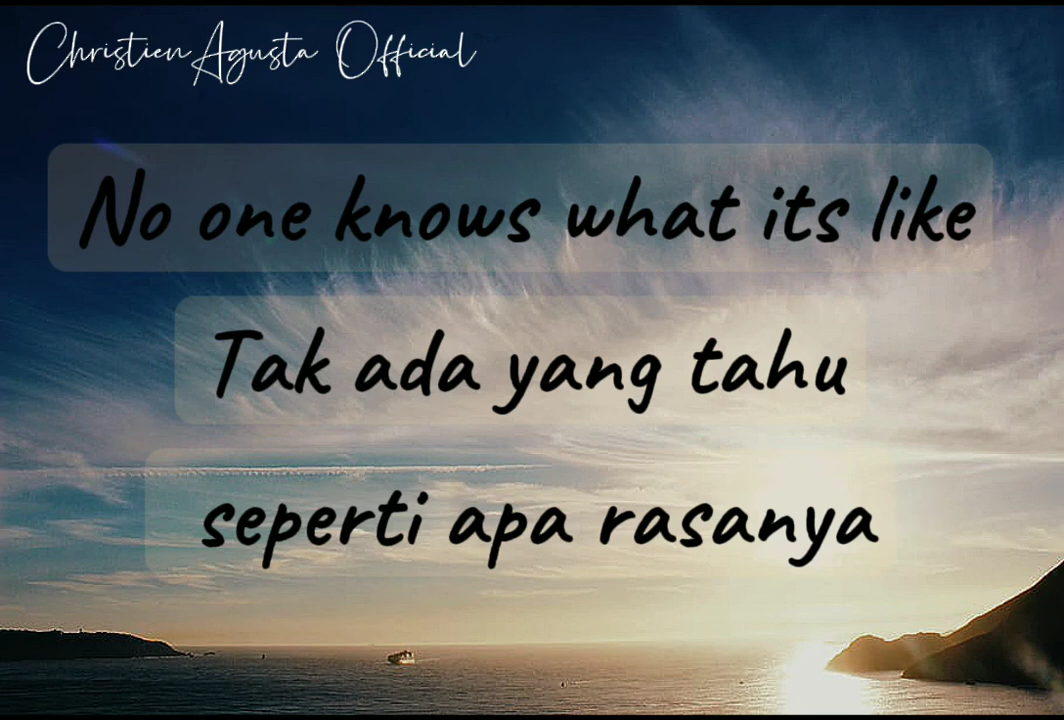 Christien Agusta Official
No one knows what its like
Tak ada yang tahu
seperti apa rasanya